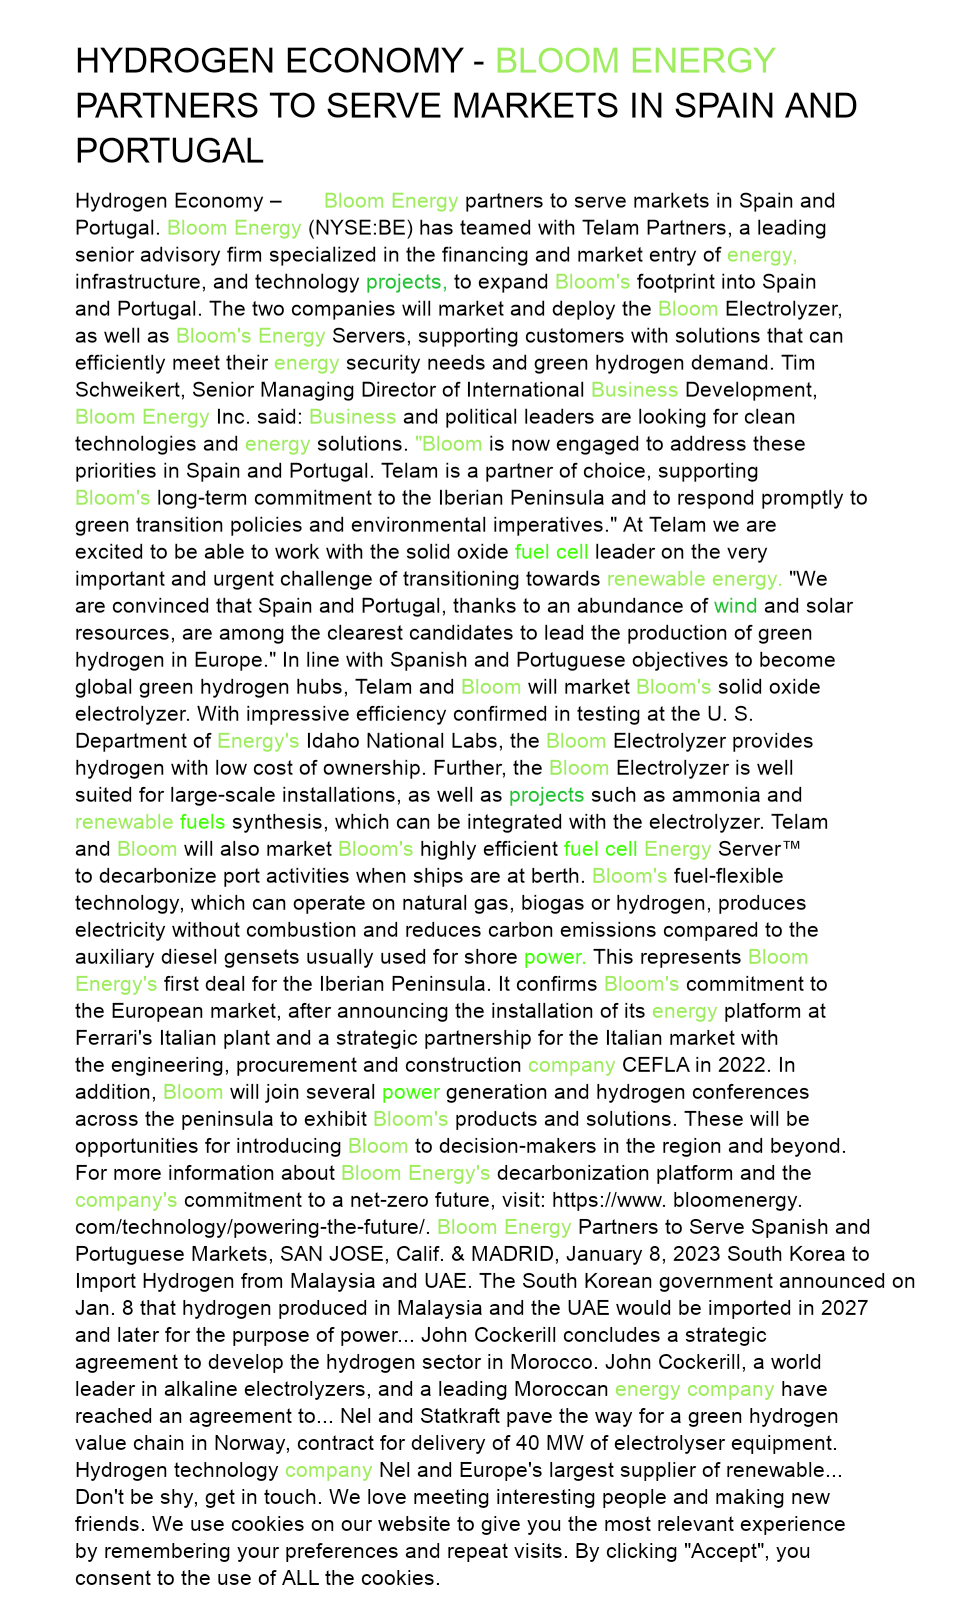 HYDROGEN ECONOMY - BLOOM ENERGY
PARTNERS TO SERVE MARKETS IN SPAIN AND
PORTUGAL
Hydrogen Economy – Bloom Energy partners to serve markets in Spain and
Portugal. Bloom Energy (NYSE:BE) has teamed with Telam Partners, a leading
senior advisory firm specialized in the financing and market entry of energy,
infrastructure, and technology projects, to expand Bloom's footprint into Spain
and Portugal. The two companies will market and deploy the Bloom Electrolyzer,
as well as Bloom's Energy Servers, supporting customers with solutions that can
efficiently meet their energy security needs and green hydrogen demand. Tim
Schweikert, Senior Managing Director of International Business Development,
Bloom Energy Inc. said: Business and political leaders are looking for clean
technologies and energy solutions. "Bloom is now engaged to address these
priorities in Spain and Portugal. Telam is a partner of choice, supporting
Bloom's long-term commitment to the Iberian Peninsula and to respond promptly to
green transition policies and environmental imperatives." At Telam we are
excited to be able to work with the solid oxide fuel cell leader on the very
important and urgent challenge of transitioning towards renewable energy. "We
are convinced that Spain and Portugal, thanks to an abundance of wind and solar
resources, are among the clearest candidates to lead the production of green
hydrogen in Europe." In line with Spanish and Portuguese objectives to become
global green hydrogen hubs, Telam and Bloom will market Bloom's solid oxide
electrolyzer. With impressive efficiency confirmed in testing at the U. S.
Department of Energy's Idaho National Labs, the Bloom Electrolyzer provides
hydrogen with low cost of ownership. Further, the Bloom Electrolyzer is well
suited for large-scale installations, as well as projects such as ammonia and
renewable fuels synthesis, which can be integrated with the electrolyzer. Telam
and Bloom will also market Bloom's highly efficient fuel cell Energy Server™
to decarbonize port activities when ships are at berth. Bloom's fuel-flexible
technology, which can operate on natural gas, biogas or hydrogen, produces
electricity without combustion and reduces carbon emissions compared to the
auxiliary diesel gensets usually used for shore power. This represents Bloom
Energy's first deal for the Iberian Peninsula. It confirms Bloom's commitment to
the European market, after announcing the installation of its energy platform at
Ferrari's Italian plant and a strategic partnership for the Italian market with
the engineering, procurement and construction company CEFLA in 2022. In
addition, Bloom will join several power generation and hydrogen conferences
across the peninsula to exhibit Bloom's products and solutions. These will be
opportunities for introducing Bloom to decision-makers in the region and beyond.
For more information about Bloom Energy's decarbonization platform and the
company's commitment to a net-zero future, visit: https://www. bloomenergy.
com/technology/powering-the-future/. Bloom Energy Partners to Serve Spanish and
Portuguese Markets, SAN JOSE, Calif. & MADRID, January 8, 2023 South Korea to
Import Hydrogen from Malaysia and UAE. The South Korean government announced on
Jan. 8 that hydrogen produced in Malaysia and the UAE would be imported in 2027
and later for the purpose of power... John Cockerill concludes a strategic
agreement to develop the hydrogen sector in Morocco. John Cockerill, a world
leader in alkaline electrolyzers, and a leading Moroccan energy company have
reached an agreement to... Nel and Statkraft pave the way for a green hydrogen
value chain in Norway, contract for delivery of 40 MW of electrolyser equipment.
Hydrogen technology company Nel and Europe's largest supplier of renewable...
Don't be shy, get in touch. We love meeting interesting people and making new
friends. We use cookies on our website to give you the most relevant experience
by remembering your preferences and repeat visits. By clicking "Accept", you
consent to the use of ALL the cookies.